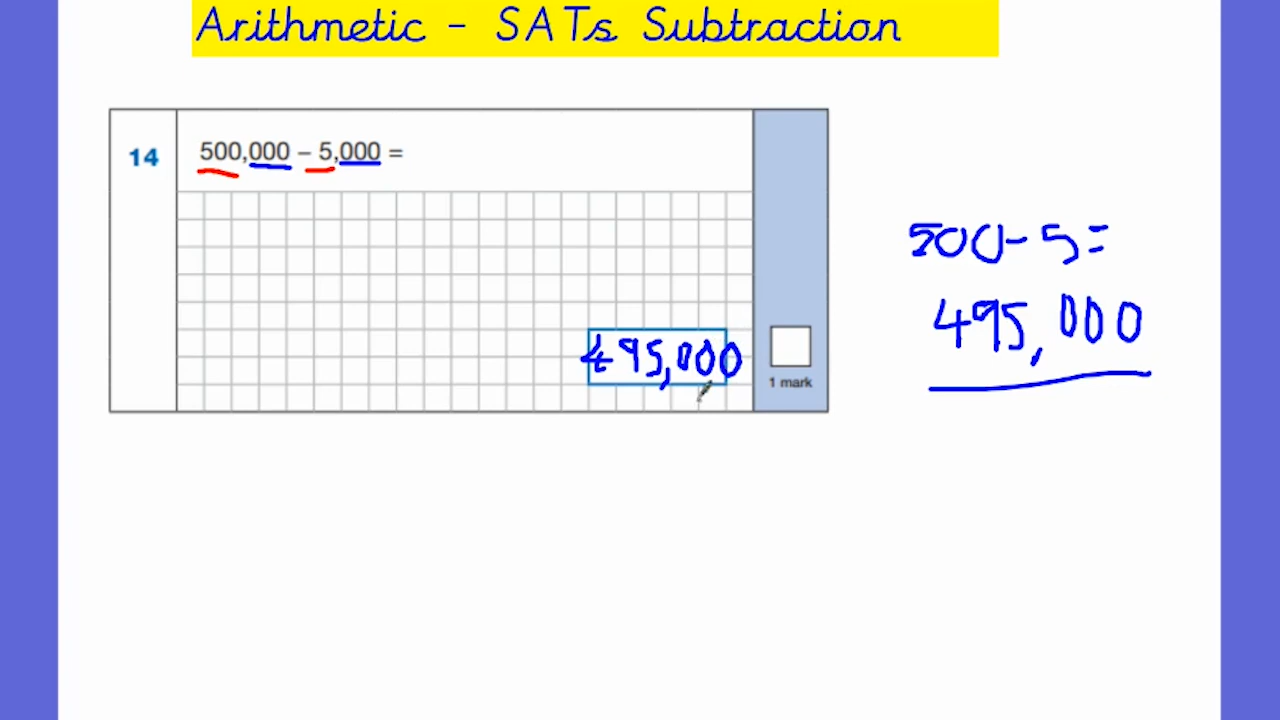 Arithmetic - SATs Subtraction
14
500,000 – 5,000 =
500-5=
495,000
495,000
1 mark